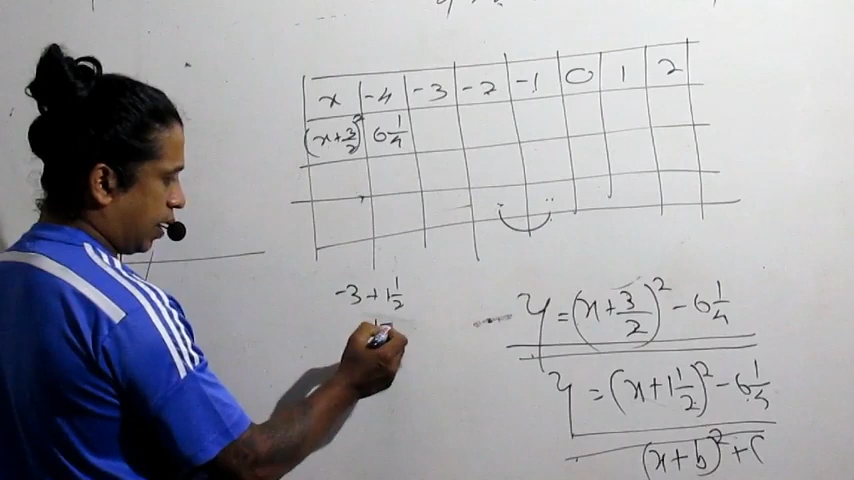 x -4 -3 -2 -1 0 1 2
(x+3/2)² 6 1/4
-3+1 1/2
y = (x+3/2)² - 6 1/4
y = (x+1 1/2)² - 6 1/4
(x+b)² + C